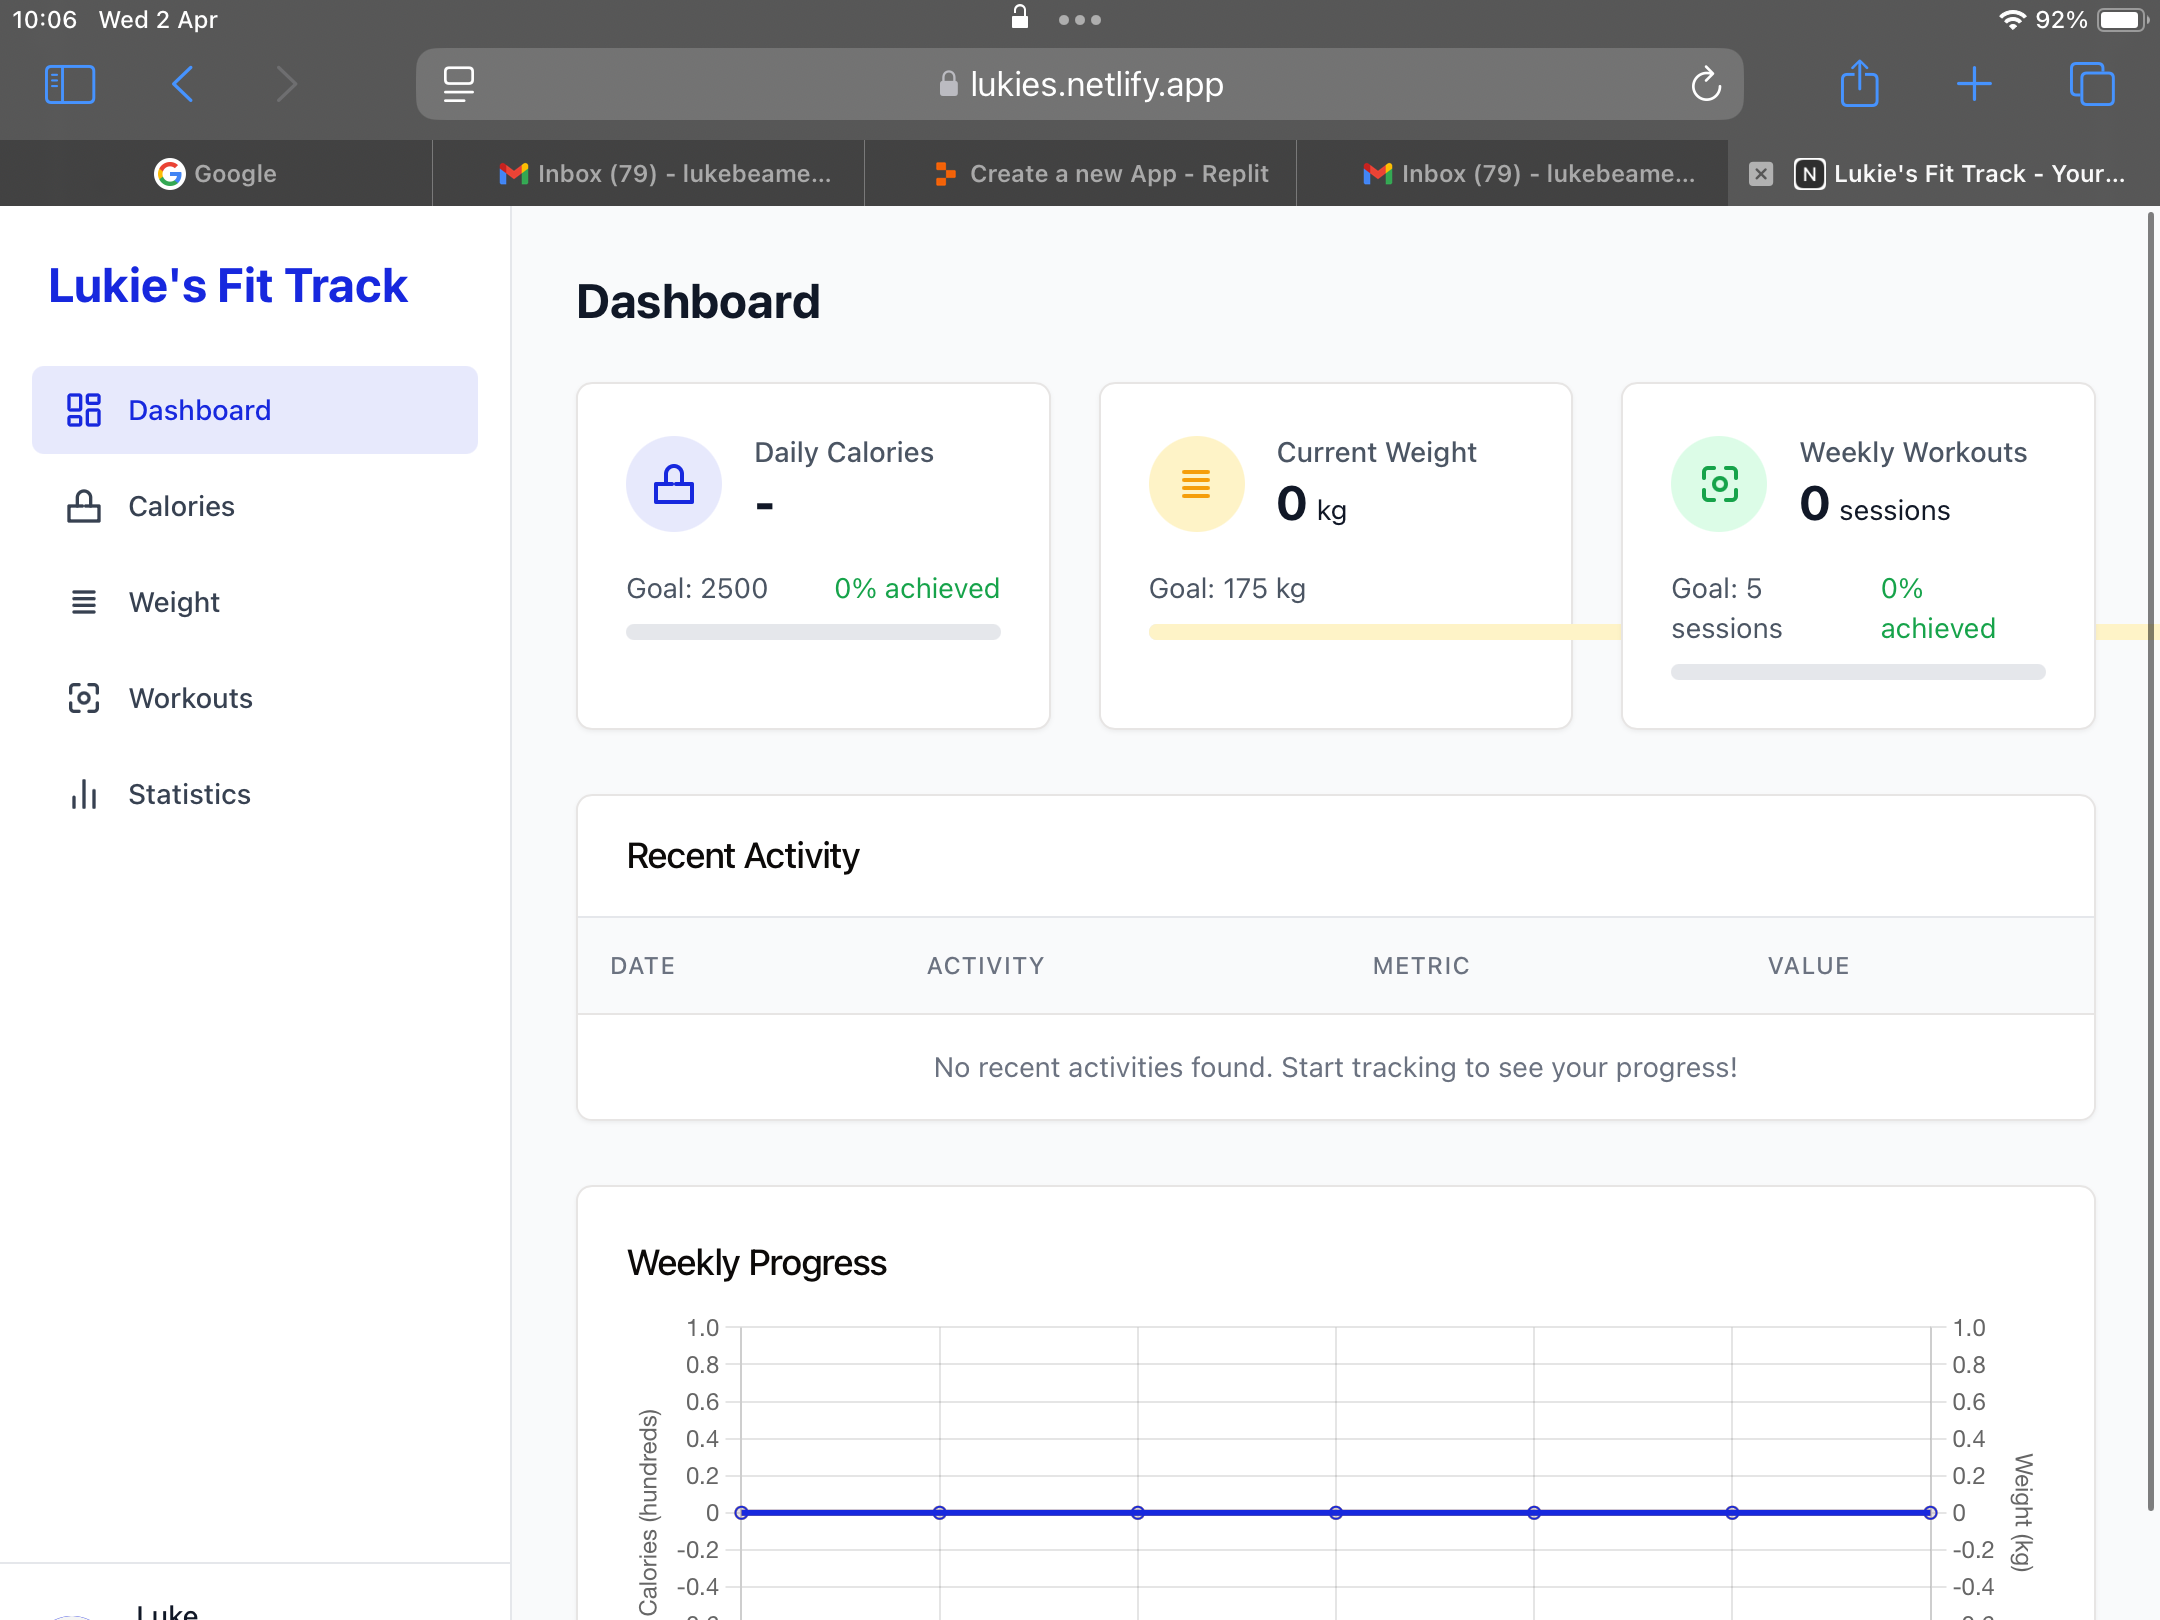 10:06 Wed 2 Apr
92%
lukies.netlify.app
Google
Inbox (79) - lukebeame...
Create a new App - Replit
Inbox (79) - lukebeame...
N Lukie's Fit Track - Your...
Lukie's Fit Track
Dashboard
Calories
Weight
Workouts
Statistics
Luke
Dashboard
Daily Calories
-
Goal: 2500 0% achieved
Current Weight
0 kg
Goal: 175 kg
Weekly Workouts
0 sessions
Goal: 5 sessions
0% achieved
Recent Activity
DATE ACTIVITY METRIC VALUE
No recent activities found. Start tracking to see your progress!
Weekly Progress
Calories (hundreds)
1.0
0.8
0.6
0.4
0.2
0
-0.2
-0.4
1.0
0.8
0.6
0.4
0.2
0
-0.2
-0.4
Weight (kg)